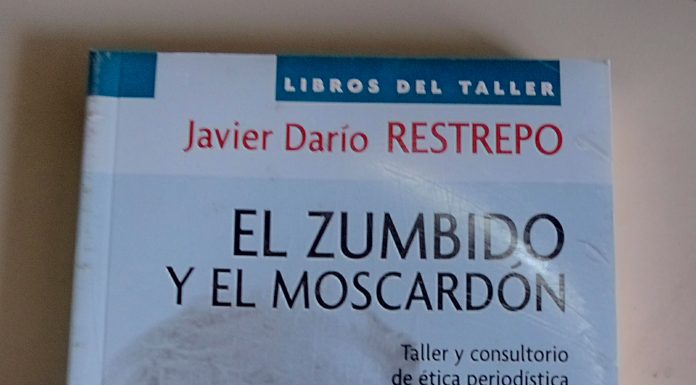 LIBROS DEL TALLER
Javier Darío RESTREPO
EL ZUMBIDO
Y EL MOSCARDÓN
Taller y consultorio
de ética periodística